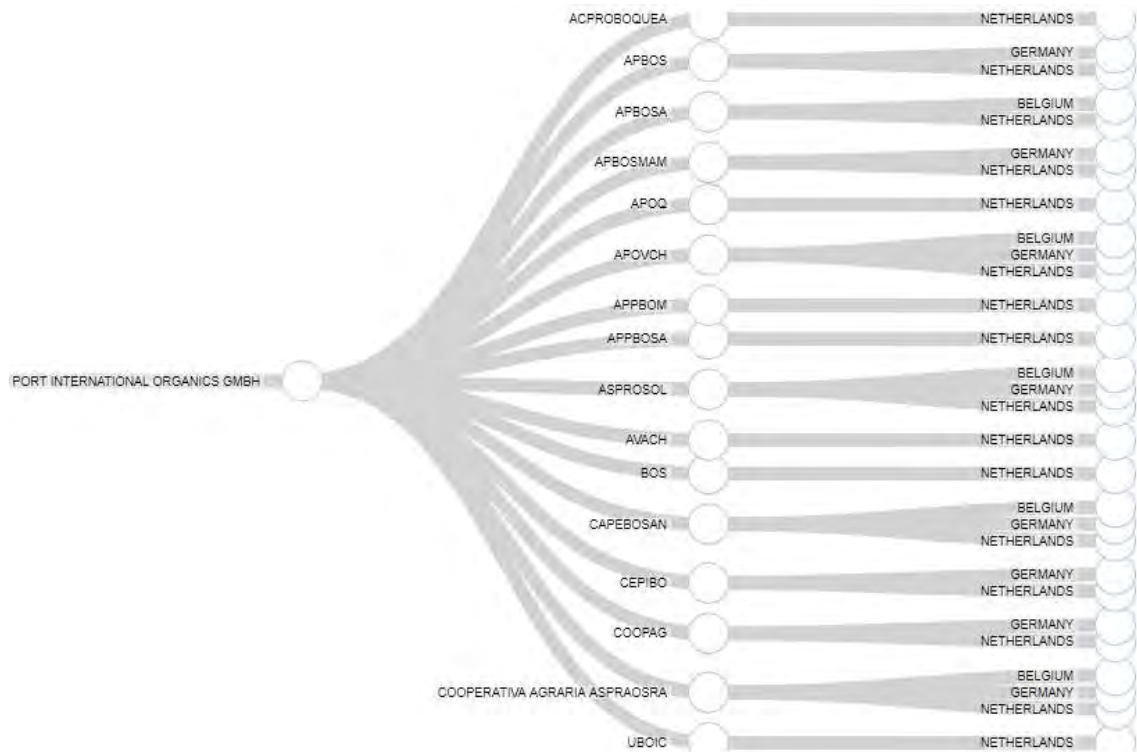 ACPROBOQUEA
NETHERLANDS
APBOS
GERMANY
NETHERLANDS
APBOSA
BELGIUM
NETHERLANDS
APBOSMAM
GERMANY
NETHERLANDS
APOQ
NETHERLANDS
APOVCH
BELGIUM
GERMANY
NETHERLANDS
APPBOM
NETHERLANDS
APPBOSA
NETHERLANDS
PORT INTERNATIONAL ORGANICS GMBH
ASPROSOL
BELGIUM
GERMANY
NETHERLANDS
AVACH
NETHERLANDS
BOS
NETHERLANDS
CAPEBOSAN
BELGIUM
GERMANY
NETHERLANDS
CEPIBO
GERMANY
NETHERLANDS
COOPAG
GERMANY
NETHERLANDS
COOPERATIVA AGRARIA ASPRAOSRA
BELGIUM
GERMANY
NETHERLANDS
UBOIC
NETHERLANDS